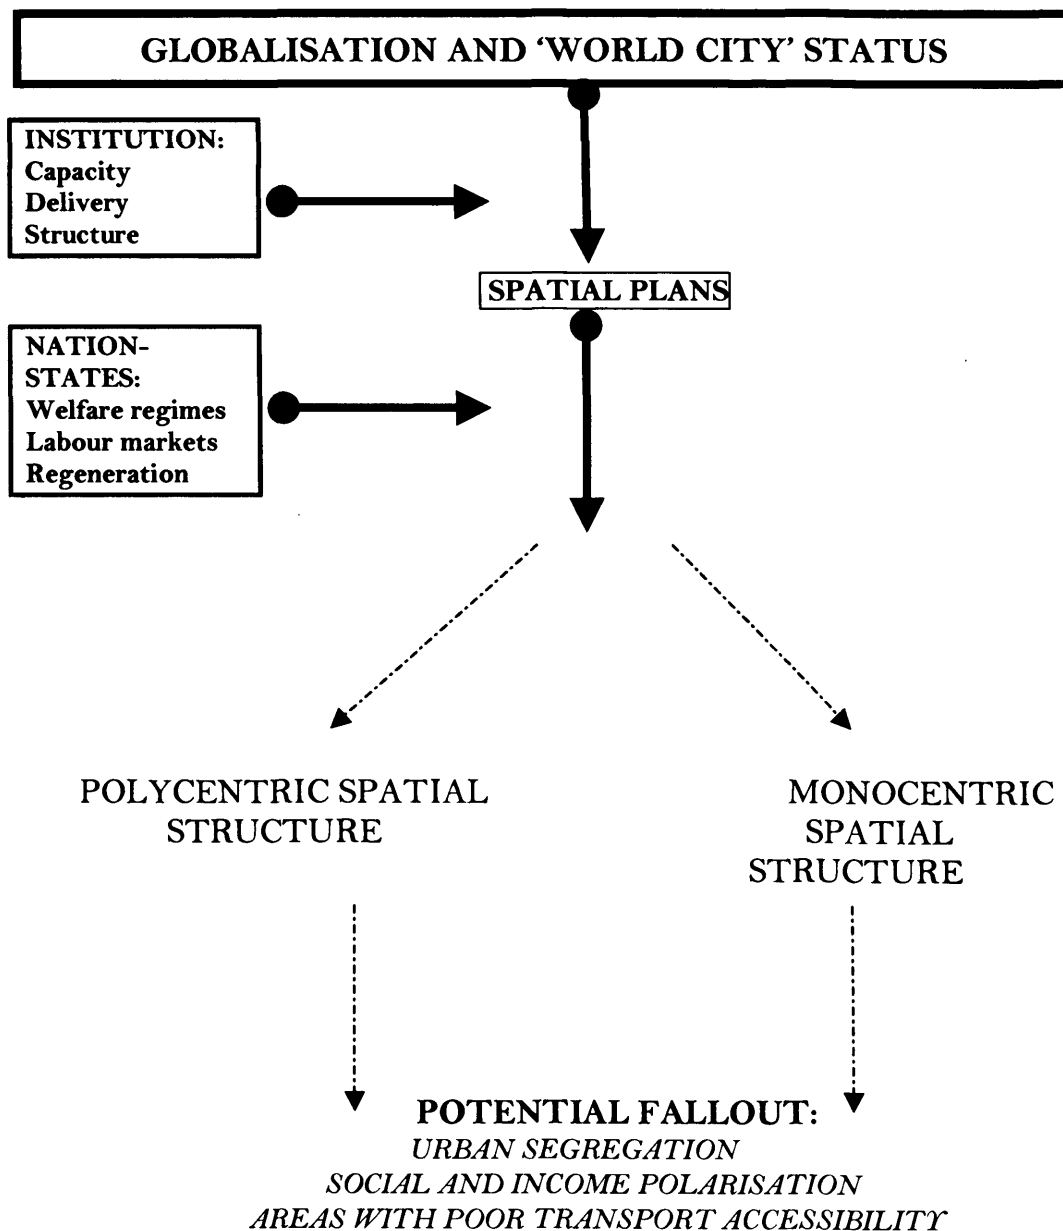 GLOBALISATION AND ‘WORLD CITY’ STATUS
INSTITUTION:
Capacity
Delivery
Structure
SPATIAL PLANS
NATION-
STATES:
Welfare regimes
Labour markets
Regeneration
POLYCENTRIC SPATIAL
STRUCTURE
MONOCENTRIC
SPATIAL
STRUCTURE
POTENTIAL FALLOUT:
URBAN SEGREGATION
SOCIAL AND INCOME POLARISATION
AREAS WITH POOR TRANSPORT ACCESSIBILITY